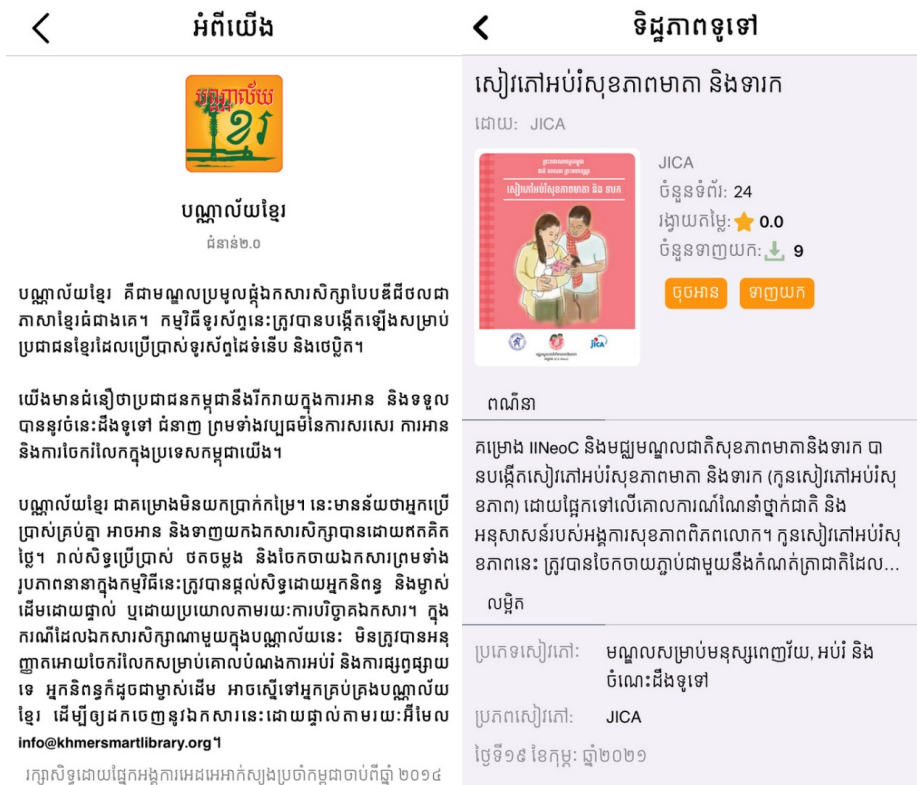 អំពីយើង
បណ្ណាល័យ
ខ្មែរ
បណ្ណាល័យខ្មែរ
ជំនាន់២.០
បណ្ណាល័យខ្មែរ គឺជាមណ្ឌលប្រមូលផ្តុំឯកសារសិក្សាបែបឌីជីថលជា
ភាសាខ្មែរធំជាងគេ។ កម្មវិធីទូរស័ព្ទនេះត្រូវបានបង្កើតឡើងសម្រាប់
ប្រជាជនខ្មែរដែលប្រើប្រាស់ទូរស័ព្ទដៃទំនើប និងថេប្លិត។
យើងមានជំនឿថាប្រជាជនកម្ពុជានឹងរីករាយក្នុងការអាន និងទទួល
បាននូវចំនេះដឹងទូទៅ ជំនាញ ព្រមទាំងវប្បធម៌នៃការសរសេរ ការអាន
និងការចែករំលែកក្នុងប្រទេសកម្ពុជាយើង។
បណ្ណាល័យខ្មែរ ជាគម្រោងមិនយកប្រាក់កម្រៃ។ នេះមានន័យថាអ្នកប្រើ
ប្រាស់គ្រប់គ្នា អាចអាន និងទាញយកឯកសារសិក្សាបានដោយឥតគិត
ថ្លៃ។ រាល់សិទ្ធប្រើប្រាស់ ថតចម្លង និងចែកចាយឯកសារព្រមទាំង
រូបភាពនានាក្នុងកម្មវិធីនេះត្រូវបានផ្តល់សិទ្ធដោយអ្នកនិពន្ធ និងម្ចាស់
ដើមដោយផ្ទាល់ ឬដោយប្រយោលតាមរយៈការបរិច្ចាគឯកសារ។ ក្នុង
ករណីដែលឯកសារសិក្សាណាមួយក្នុងបណ្ណាល័យនេះ មិនត្រូវបានអនុ
ញ្ញាតអោយចែករំលែកសម្រាប់គោលបំណងការអប់រំ និងការផ្សព្វផ្សាយ
ទេ អ្នកនិពន្ធក៏ដូចជាម្ចាស់ដើម អាចស្នើទៅអ្នកគ្រប់គ្រងបណ្ណាល័យ
ខ្មែរ ដើម្បីឲ្យដកចេញនូវឯកសារនេះដោយផ្ទាល់តាមរយៈអ៊ីមែល
info@khmersmartlibrary.org។
រក្សាសិទ្ធដោយផ្នែកអង្គការអេដអេអាក់ស្យុងប្រចាំកម្ពុជាចាប់ពីឆ្នាំ ២០១៤
ទិដ្ឋភាពទូទៅ
សៀវភៅអប់រំសុខភាពមាតា និងទារក
ដោយ: JICA
ព្រះរាជាណាចក្រកម្ពុជា
ជាតិ សាសនា ព្រះមហាក្សត្រ
សៀវភៅអប់រំសុខភាពមាតា និង ទារក
JICA
JICA
ចំនួនទំព័រ: 24
រង្វាយតម្លៃ: 0.0
ចំនួនទាញយក: 9
ចុចអាន ទាញយក
ពណ៌នា
គម្រោង IINeoC និងមជ្ឈមណ្ឌលជាតិសុខភាពមាតានិងទារក បា
នបង្កើតសៀវភៅអប់រំសុខភាពមាតា និងទារក (កូនសៀវភៅអប់រំសុ
ខភាព) ដោយផ្អែកទៅលើគោលការណ៍ណែនាំថ្នាក់ជាតិ និង
អនុសាសន៍របស់អង្គការសុខភាពពិភពលោក។ កូនសៀវភៅអប់រំសុ
ខភាពនេះ ត្រូវបានចែកចាយភ្ជាប់ជាមួយនឹងកំណត់ត្រាជាតិដែល...
លម្អិត
ប្រភេទសៀវភៅ: មណ្ឌលសម្រាប់មនុស្សពេញវ័យ, អប់រំ និង
ចំណេះដឹងទូទៅ
ប្រភពសៀវភៅ: JICA
ថ្ងៃទី១៩ ខែកុម្ភៈ ឆ្នាំ២០២១